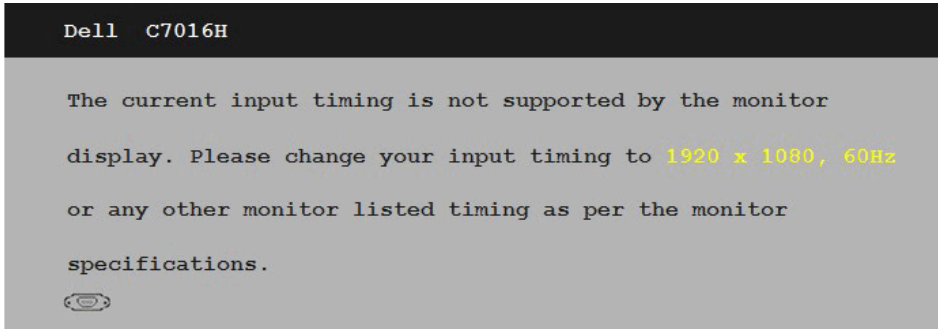 Dell C7016H
The current input timing is not supported by the monitor
display. Please change your input timing to 1920 x 1080, 60Hz
or any other monitor listed timing as per the monitor
specifications.